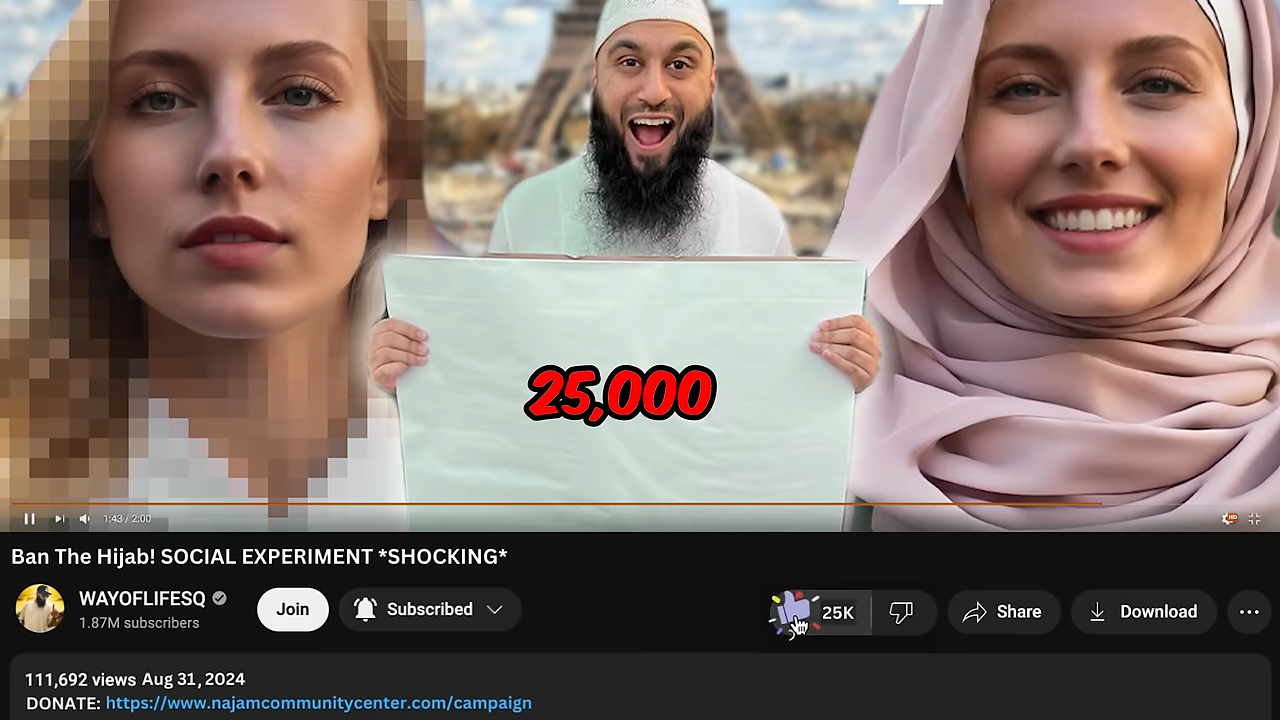 25,000
1:43 / 2:00
HD
Ban The Hijab! SOCIAL EXPERIMENT *SHOCKING*
WAYOFLIFESQ
1.87M subscribers
Join
Subscribed
25K
Share
Download
111,692 views Aug 31, 2024
DONATE: https://www.najamcommunitycenter.com/campaign